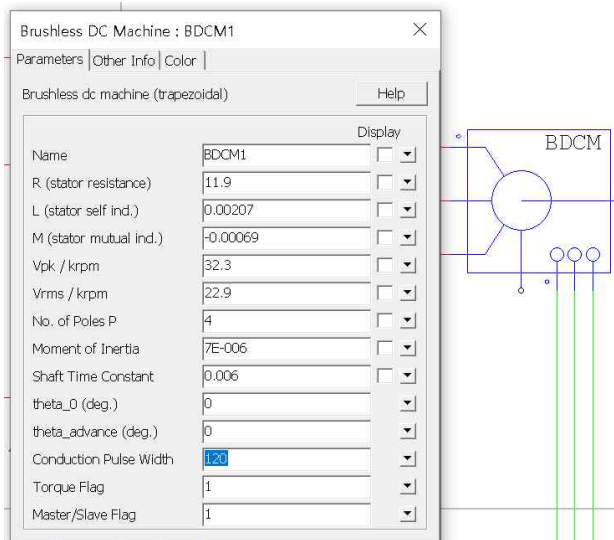 Brushless DC Machine : BDCM1
Parameters Other Info Color
Brushless dc machine (trapezoidal) Help
Display
Name BDCM1
R (stator resistance) 11.9
L (stator self ind.) 0.00207
M (stator mutual ind.) -0.00069
Vpk / krpm 32.3
Vrms / krpm 22.9
No. of Poles P 4
Moment of Inertia 7E-006
Shaft Time Constant 0.006
theta_0 (deg.) 0
theta_advance (deg.) 0
Conduction Pulse Width 120
Torque Flag 1
Master/Slave Flag 1
BDCM